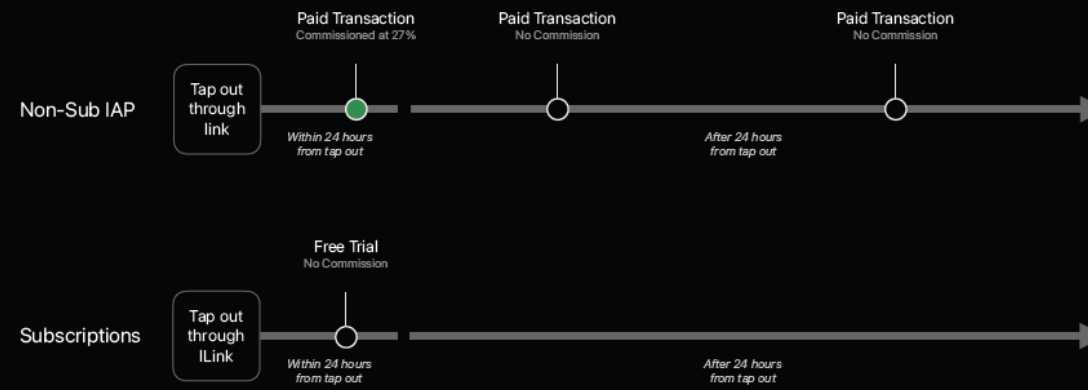 Paid Transaction
Commissioned at 27%
Paid Transaction
No Commission
Paid Transaction
No Commission
Non-Sub IAP
Tap out
through
link
Within 24 hours
from tap out
After 24 hours
from tap out
Free Trial
No Commission
Subscriptions
Tap out
through
lLink
Within 24 hours
from tap out
After 24 hours
from tap out